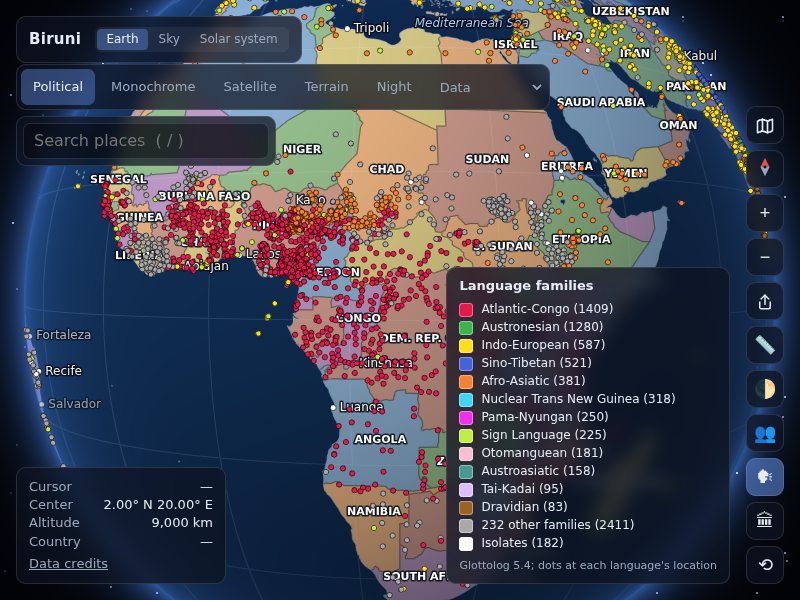 Biruni
Earth
Sky
Solar system
Political
Monochrome
Satellite
Terrain
Night
Data
Search places ( / )
Tripoli
Mediterranean Sea
UZBEKISTAN
ISRAEL
IRAQ
IRAN
Kabul
SAUDI ARABIA
OMAN
NIGER
CHAD
SUDAN
ERITREA
YEMEN
SENEGAL
BURKINA FASO
GUINEA
Lagos
S. SUDAN
ETHIOPIA
CONGO
DEM. REP.
Kinshasa
Luanda
ANGOLA
NAMIBIA
SOUTH AF
Fortaleza
Recife
Salvador
Language families
Atlantic-Congo (1409)
Austronesian (1280)
Indo-European (587)
Sino-Tibetan (521)
Afro-Asiatic (381)
Nuclear Trans New Guinea (318)
Pama-Nyungan (250)
Sign Language (225)
Otomanguean (181)
Austroasiatic (158)
Tai-Kadai (95)
Dravidian (83)
232 other families (2411)
Isolates (182)
Glottolog 5.4; dots at each language's location
Cursor —
Center 2.00° N 20.00° E
Altitude 9,000 km
Country —
Data credits